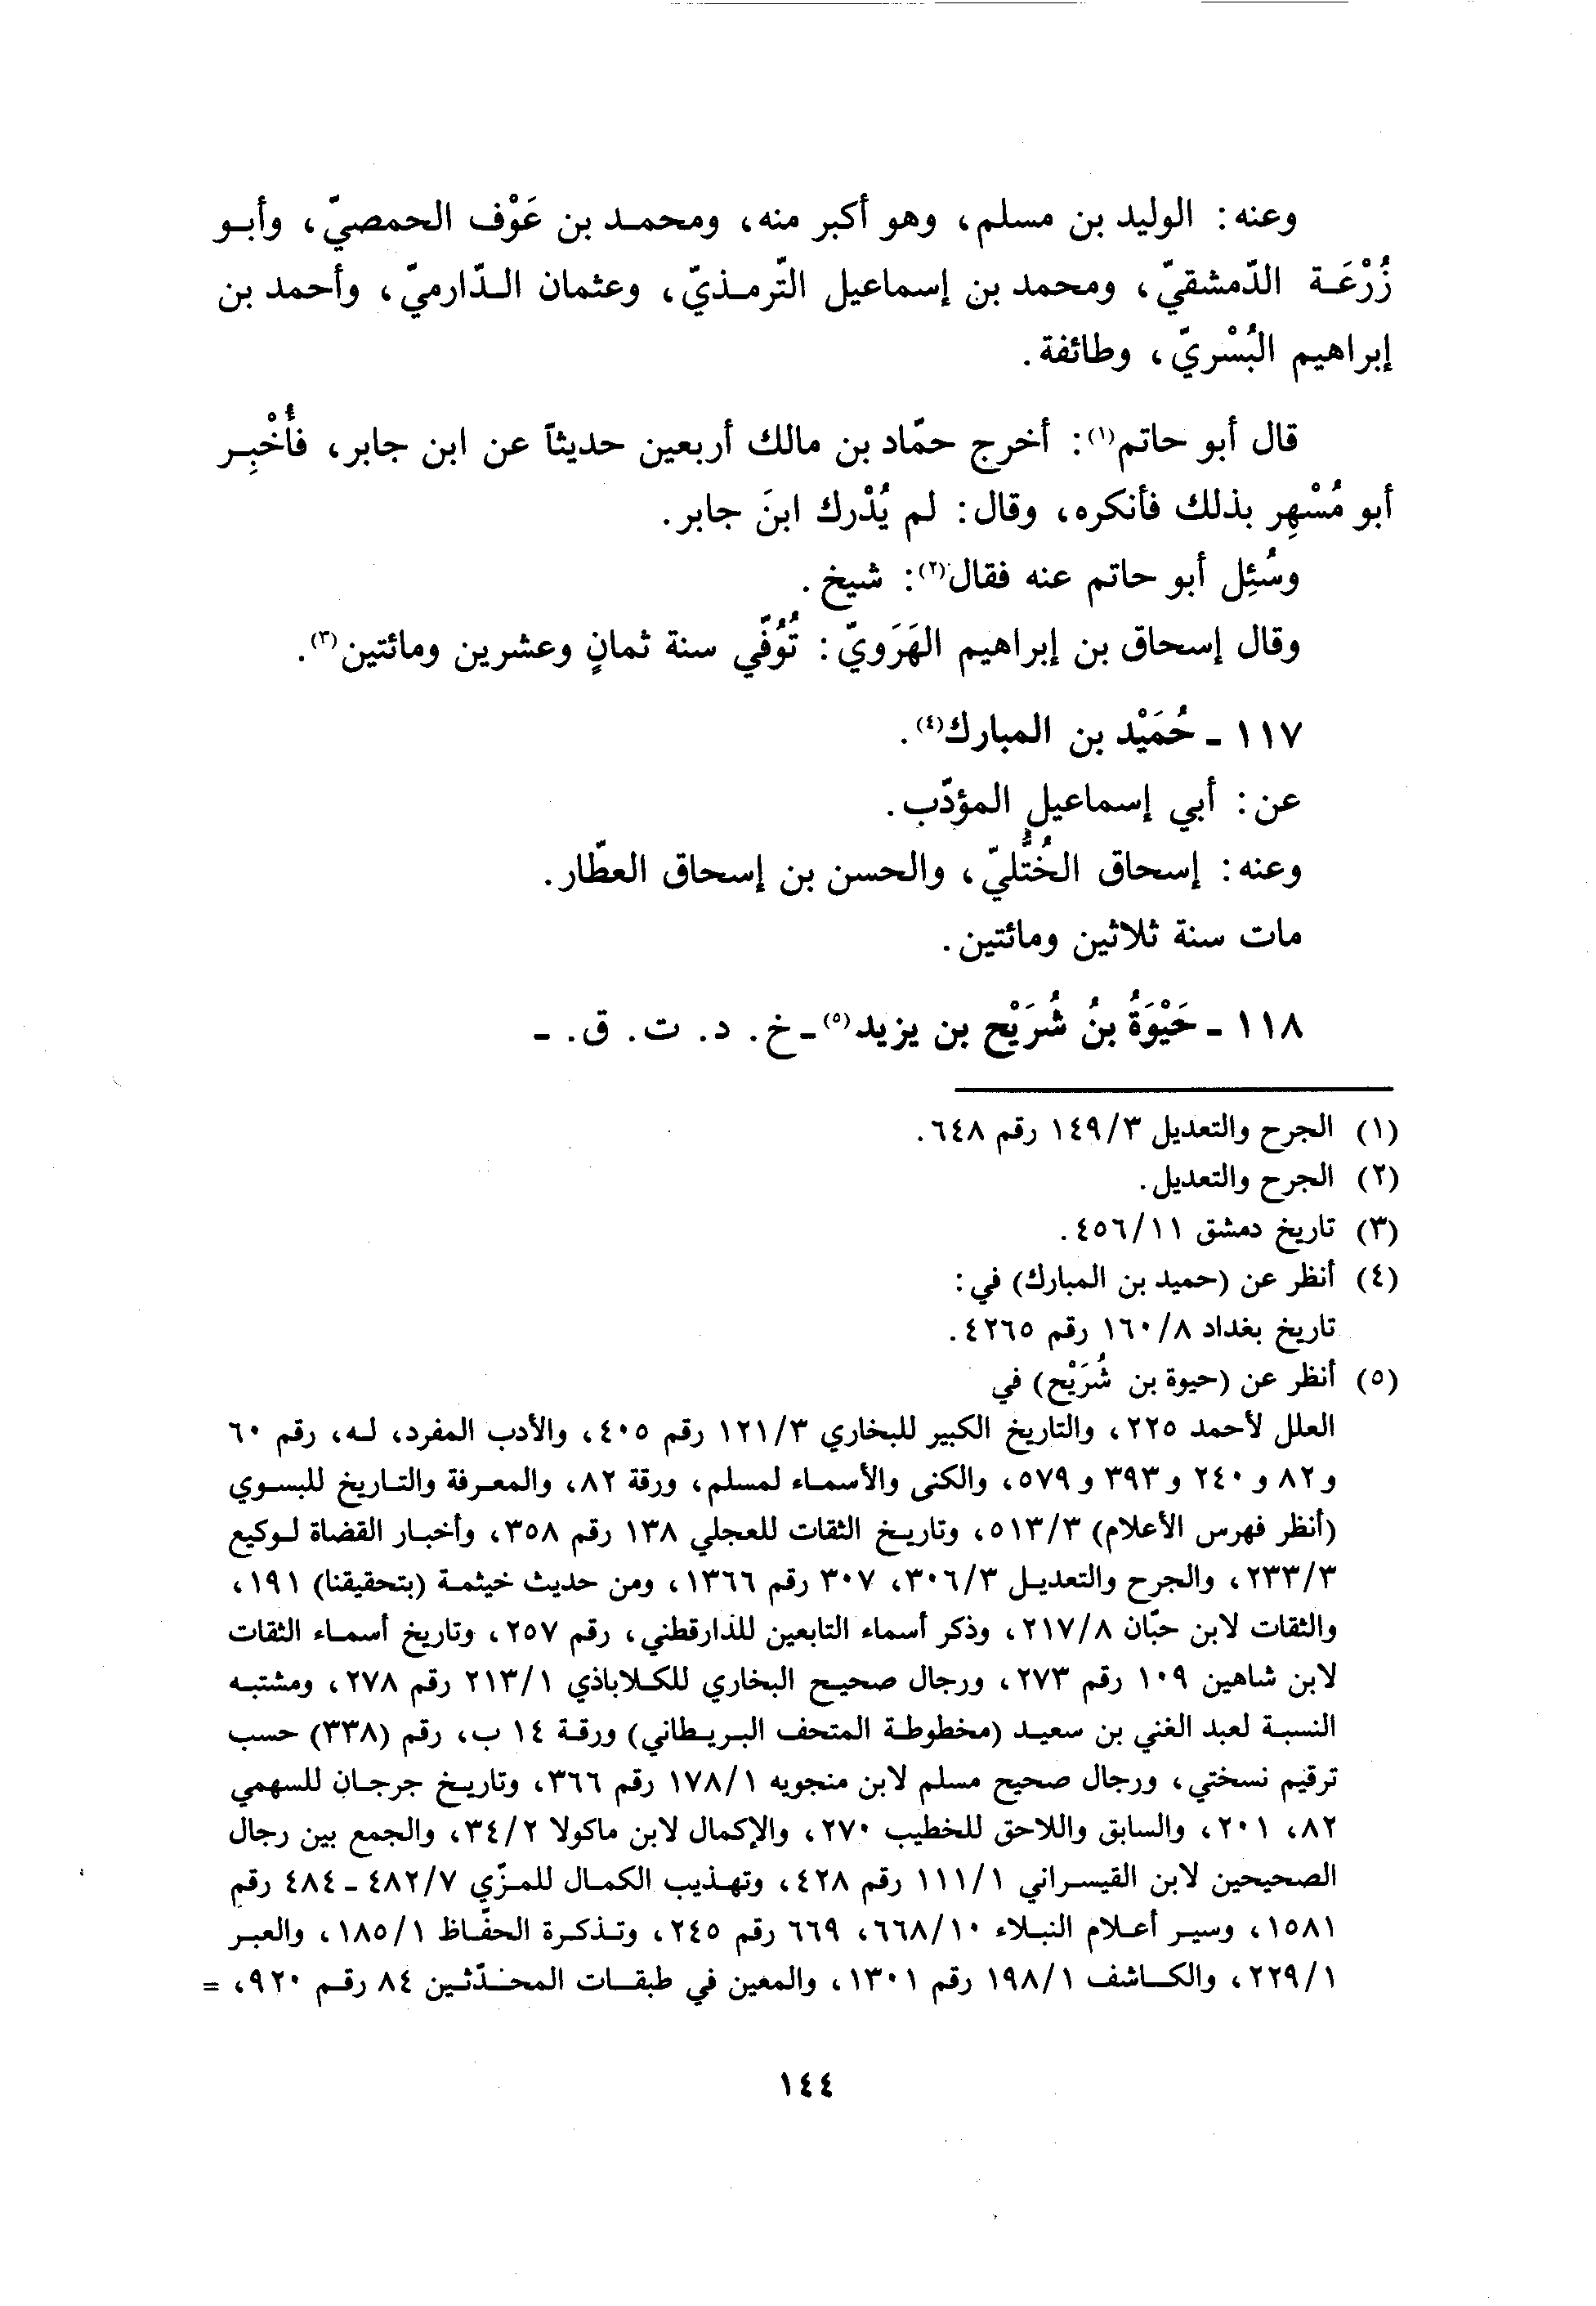 وعنه: الوليد بن مسلم، وهو أكبر منه، ومحمد بن عَوْف الحمصيّ، وأبو
زُرْعَة الدّمشقيّ، ومحمد بن إسماعيل التّرمذيّ، وعثمان الدّارميّ، وأحمد بن
إبراهيم البُسْريّ، وطائفة.
قال أبو حاتم(١): أخرج حمّاد بن مالك أربعين حديثاً عن ابن جابر، فأُخْبِر
أبو مُسْهِر بذلك فأنكره، وقال: لم يُدْرك ابنَ جابر.
وسُئِل أبو حاتم عنه فقال(٢): شيخ.
وقال إسحاق بن إبراهيم الهَرَويّ: تُوُفّي سنة ثمانٍ وعشرين ومائتين(٣).
١١٧ ـ حُمَيْد بن المبارك(٤).
عن: أبي إسماعيل المؤدّب.
وعنه: إسحاق الخُتُّليّ، والحسن بن إسحاق العطّار.
مات سنة ثلاثين ومائتين.
١١٨ ـ حَيْوَةُ بنُ شُرَيْح بن يزيد(٥) ـ خ. د. ت. ق. ـ
(١) الجرح والتعديل ١٤٩/٣ رقم ٦٤٨.
(٢) الجرح والتعديل.
(٣) تاريخ دمشق ٤٥٦/١١.
(٤) أنظر عن (حميد بن المبارك) في:
تاريخ بغداد ١٦٠/٨ رقم ٤٢٦٥.
(٥) أنظر عن (حيوة بن شُرَيْح) في
العلل لأحمد ٢٢٥، والتاريخ الكبير للبخاري ١٢١/٣ رقم ٤٠٥، والأدب المفرد، له، رقم ٦٠
و ٨٢ و ٢٤٠ و ٣٩٣ و ٥٧٩، والكنى والأسماء لمسلم، ورقة ٨٢، والمعرفة والتاريخ للبسوي
(أنظر فهرس الأعلام) ٥١٣/٣، وتاريخ الثقات للعجلي ١٣٨ رقم ٣٥٨، وأخبار القضاة لوكيع
٢٣٣/٣، والجرح والتعديل ٣٠٦/٣، ٣٠٧ رقم ١٣٦٦، ومن حديث خيثمة (بتحقيقنا) ١٩١،
والثقات لابن حبّان ٢١٧/٨، وذكر أسماء التابعين للدارقطني، رقم ٢٥٧، وتاريخ أسماء الثقات
لابن شاهين ١٠٩ رقم ٢٧٣، ورجال صحيح البخاري للكلاباذي ٢١٣/١ رقم ٢٧٨، ومشتبه
النسبة لعبد الغني بن سعيد (مخطوطة المتحف البريطاني) ورقة ١٤ ب، رقم (٣٣٨) حسب
ترقيم نسختي، ورجال صحيح مسلم لابن منجويه ١٧٨/١ رقم ٣٦٦، وتاريخ جرجان للسهمي
٨٢، ٢٠١، والسابق واللاحق للخطيب ٢٧٠، والإكمال لابن ماكولا ٣٤/٢، والجمع بين رجال
الصحيحين لابن القيسراني ١١١/١ رقم ٤٢٨، وتهذيب الكمال للمزّي ٤٨٢/٧ ـ ٤٨٤ رقم
١٥٨١، وسير أعلام النبلاء ٦٦٨/١٠، ٦٦٩ رقم ٢٤٥، وتذكرة الحفّاظ ١٨٥/١، والعبر
٢٢٩/١، والكاشف ١٩٨/١ رقم ١٣٠١، والمعين في طبقات المحدّثين ٨٤ رقم ٩٢٠، =
١٤٤